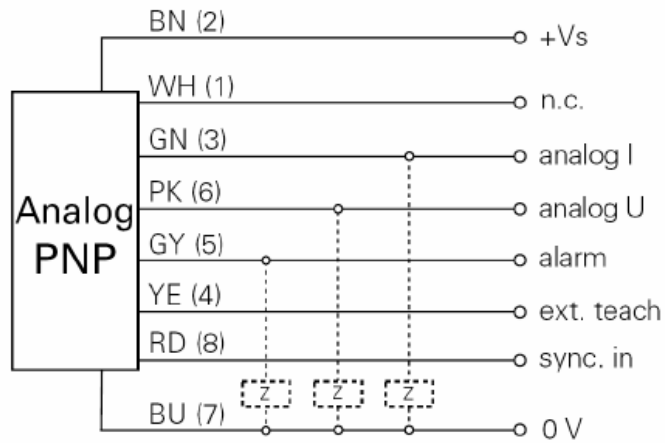 BN (2) +Vs
WH (1) n.c.
GN (3) analog I
PK (6) analog U
Analog
PNP
GY (5) alarm
YE (4) ext. teach
RD (8) sync. in
Z Z Z
BU (7) 0 V